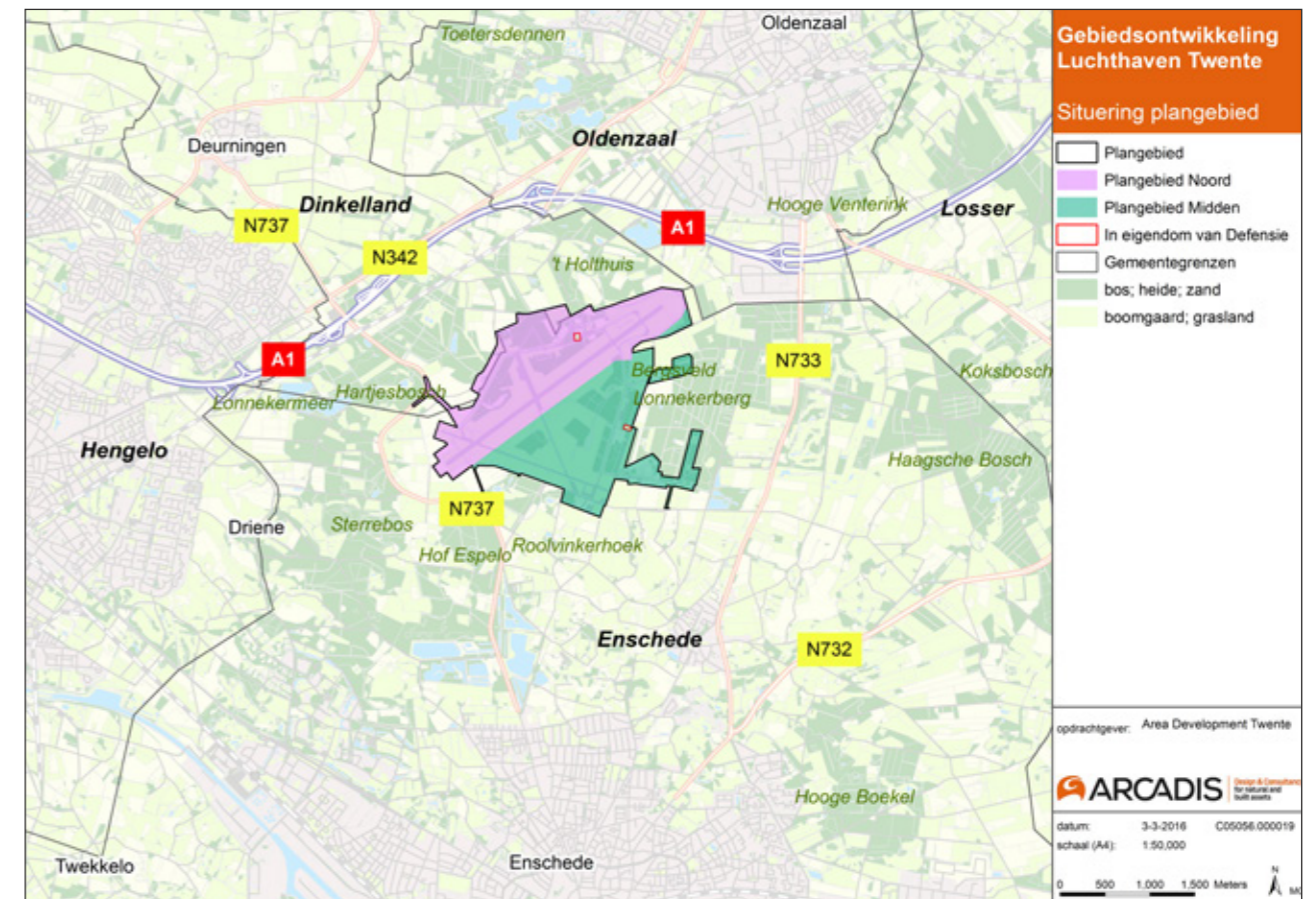 Oldenzaal
Toetersdennen
Oldenzaal
Deurningen
Dinkelland
Hooge Venterink
Losser
N737
A1
N342
't Holthuis
A1
N733
Bergsveld
Koksbosch
Hartjesbosch
Lonnekermeer
Lonnekerberg
Hengelo
Haagsche Bosch
N737
Driene
Sterrebos
Hof Espelo
Roolvinkerhoek
Enschede
N732
Hooge Boekel
Enschede
Twekkelo
Gebiedsontwikkeling
Luchthaven Twente
Situering plangebied
Plangebied
Plangebied Noord
Plangebied Midden
In eigendom van Defensie
Gemeentegrenzen
bos; heide; zand
boomgaard; grasland
opdrachtgever: Area Development Twente
ARCADIS
Design & Consultancy
for natural and
built assets
datum: 3-3-2016 C05056.000019
schaal (A4): 1:50,000
0 500 1.000 1.500 Meters
N